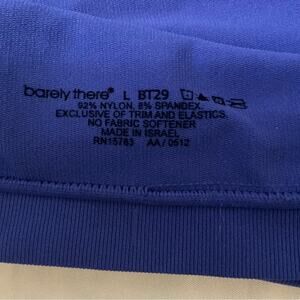 barely there® L BT29
92% NYLON, 8% SPANDEX,
EXCLUSIVE OF TRIM AND ELASTICS.
NO FABRIC SOFTENER
MADE IN ISRAEL
RN15763 AA/0512